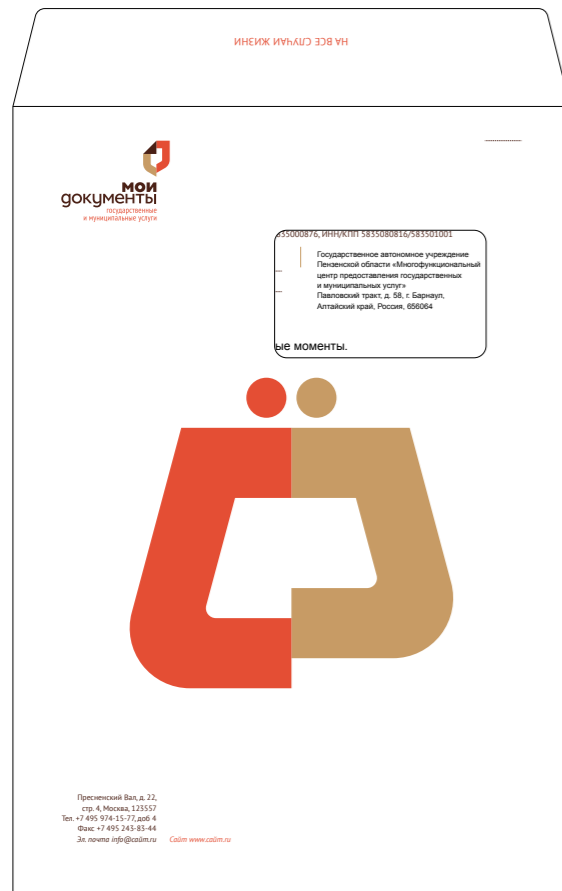 НА ВСЕ СЛУЧАИ ЖИЗНИ
мои
документы
государственные
и муниципальные услуги
035000876, ИНН/КПП 5835080816/583501001
Государственное автономное учреждение
Пензенской области «Многофункциональный
центр предоставления государственных
и муниципальных услуг»
Павловский тракт, д. 58, г. Барнаул,
Алтайский край, Россия, 656064
ые моменты.
Пресненский Вал, д. 22,
стр. 4, Москва, 123557
Тел. +7 495 974-15-77, доб 4
Факс +7 495 243-83-44
Эл. почта info@сайт.ru Сайт www.сайт.ru